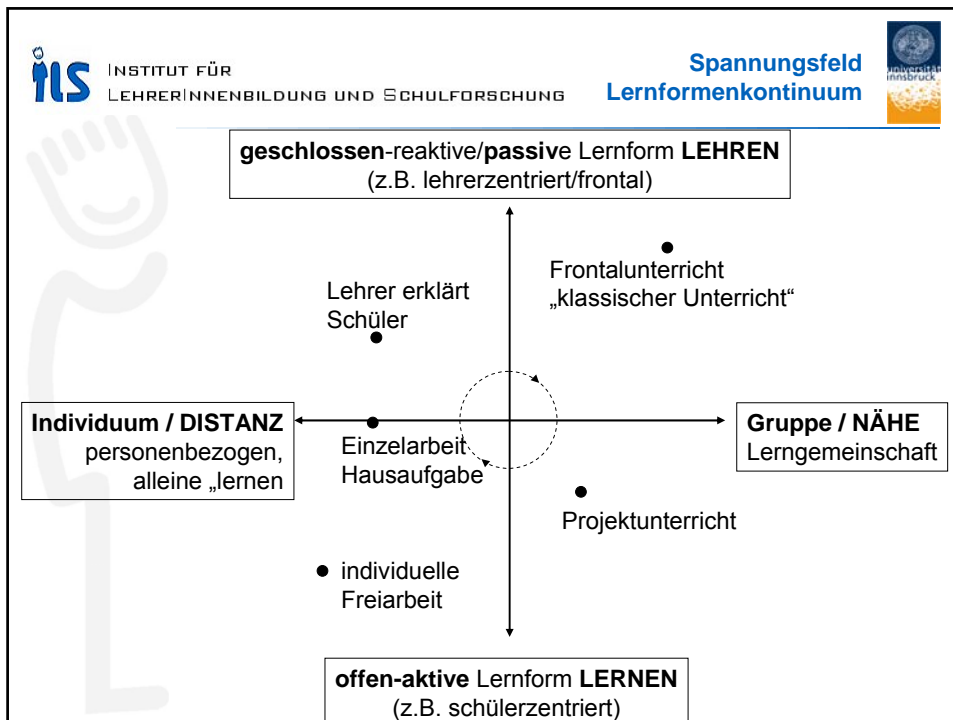 ILS
INSTITUT FÜR
LEHRERINNENBILDUNG UND SCHULFORSCHUNG
Spannungsfeld
Lernformenkontinuum
universität
innsbruck
geschlossen-reaktive/passive Lernform LEHREN
(z.B. lehrerzentriert/frontal)
Frontalunterricht
„klassischer Unterricht“
Lehrer erklärt
Schüler
Individuum / DISTANZ
personenbezogen,
alleine „lernen
Einzelarbeit
Hausaufgabe
Gruppe / NÄHE
Lerngemeinschaft
Projektunterricht
individuelle
Freiarbeit
offen-aktive Lernform LERNEN
(z.B. schülerzentriert)